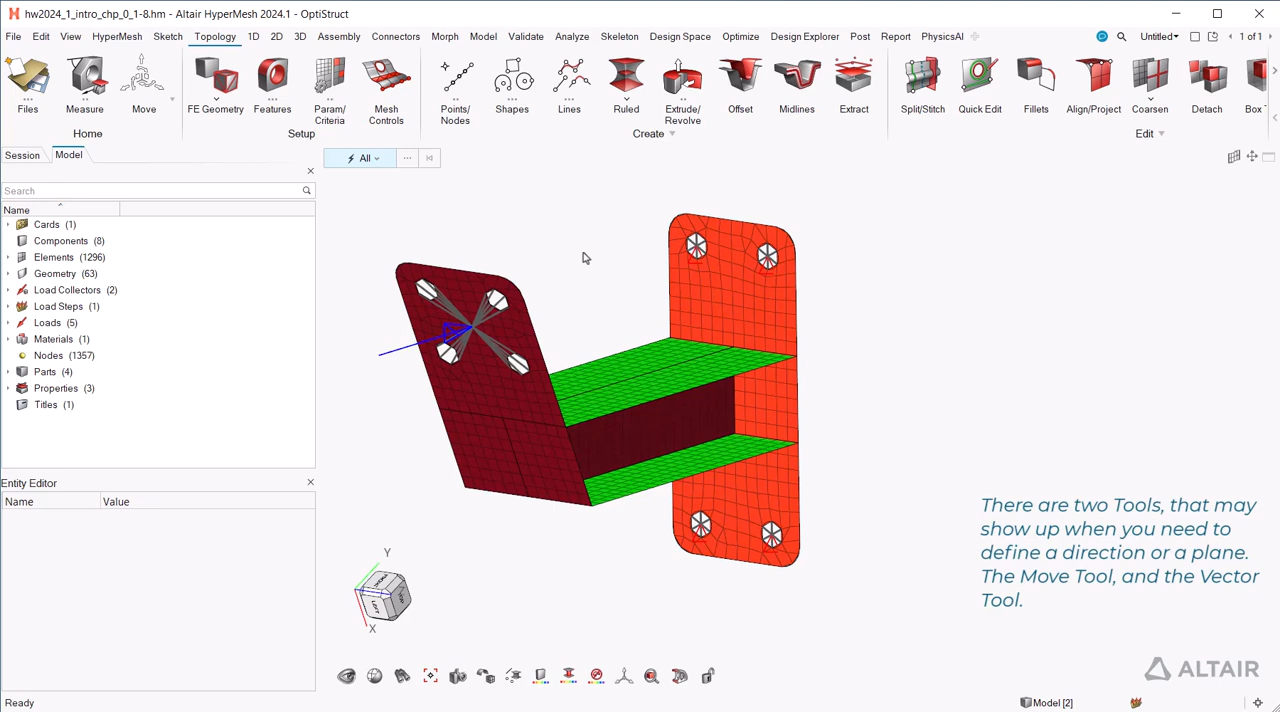 hw2024_1_intro_chp_0_1-8.hm - Altair HyperMesh 2024.1 - OptiStruct
File Edit View HyperMesh Sketch Topology 1D 2D 3D Assembly Connectors Morph Model Validate Analyze Skeleton Design Space Optimize Design Explorer Post Report PhysicsAI Untitled 1 of 1
Files Measure Move FE Geometry Features Param/ Criteria Mesh Controls Points/ Nodes Shapes Lines Ruled Extrude/ Revolve Offset Midlines Extract Split/Stitch Quick Edit Fillets Align/Project Coarsen Detach Box
Home Setup Create Edit
Session Model
All
Search
Name
Cards (1)
Components (8)
Elements (1296)
Geometry (63)
Load Collectors (2)
Load Steps (1)
Loads (5)
Materials (1)
Nodes (1357)
Parts (4)
Properties (3)
Titles (1)
Entity Editor
Name Value
There are two Tools, that may
show up when you need to
define a direction or a plane.
The Move Tool, and the Vector
Tool.
Y
LEFT
X
ALTAIR
Ready
Model [2]